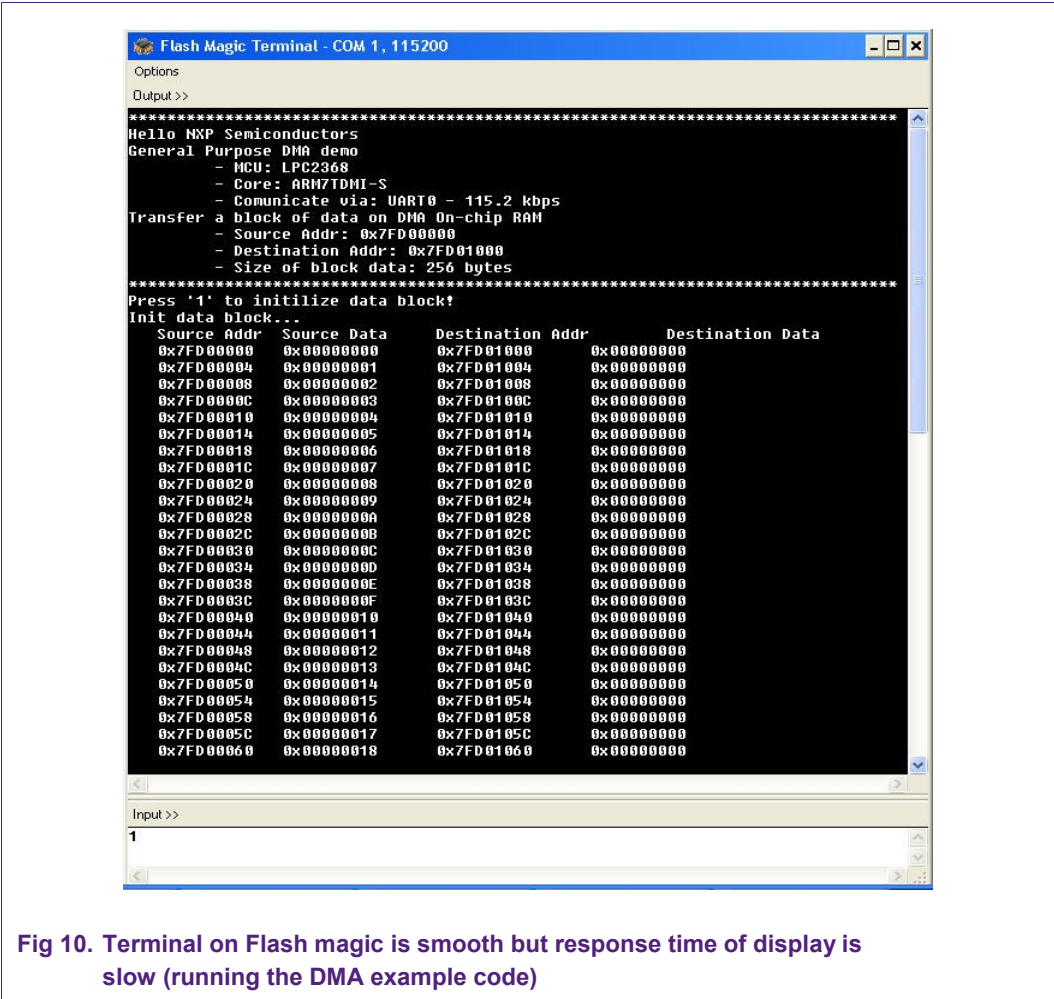 Flash Magic Terminal - COM 1, 115200
Options
Output >>
********************************************************************************
Hello NXP Semiconductors
General Purpose DMA demo
- MCU: LPC2368
- Core: ARM7TDMI-S
- Comunicate via: UART0 - 115.2 kbps
Transfer a block of data on DMA On-chip RAM
- Source Addr: 0x7FD00000
- Destination Addr: 0x7FD01000
- Size of block data: 256 bytes
********************************************************************************
Press '1' to initilize data block!
Init data block...
Source Addr Source Data Destination Addr Destination Data
0x7FD00000 0x00000000 0x7FD01000 0x00000000
0x7FD00004 0x00000001 0x7FD01004 0x00000000
0x7FD00008 0x00000002 0x7FD01008 0x00000000
0x7FD0000C 0x00000003 0x7FD0100C 0x00000000
0x7FD00010 0x00000004 0x7FD01010 0x00000000
0x7FD00014 0x00000005 0x7FD01014 0x00000000
0x7FD00018 0x00000006 0x7FD01018 0x00000000
0x7FD0001C 0x00000007 0x7FD0101C 0x00000000
0x7FD00020 0x00000008 0x7FD01020 0x00000000
0x7FD00024 0x00000009 0x7FD01024 0x00000000
0x7FD00028 0x0000000A 0x7FD01028 0x00000000
0x7FD0002C 0x0000000B 0x7FD0102C 0x00000000
0x7FD00030 0x0000000C 0x7FD01030 0x00000000
0x7FD00034 0x0000000D 0x7FD01034 0x00000000
0x7FD00038 0x0000000E 0x7FD01038 0x00000000
0x7FD0003C 0x0000000F 0x7FD0103C 0x00000000
0x7FD00040 0x00000010 0x7FD01040 0x00000000
0x7FD00044 0x00000011 0x7FD01044 0x00000000
0x7FD00048 0x00000012 0x7FD01048 0x00000000
0x7FD0004C 0x00000013 0x7FD0104C 0x00000000
0x7FD00050 0x00000014 0x7FD01050 0x00000000
0x7FD00054 0x00000015 0x7FD01054 0x00000000
0x7FD00058 0x00000016 0x7FD01058 0x00000000
0x7FD0005C 0x00000017 0x7FD0105C 0x00000000
0x7FD00060 0x00000018 0x7FD01060 0x00000000
Input >>
1
Fig 10. Terminal on Flash magic is smooth but response time of display is
slow (running the DMA example code)